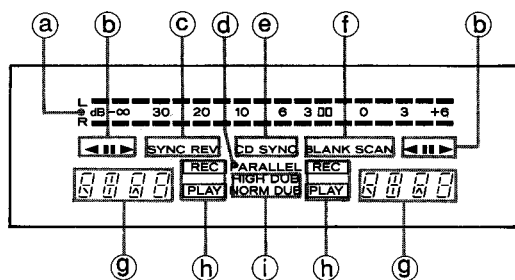 a b c d e f b
L
dB -∞ 30 20 10 6 3 0 3 +6
R
SYNC REV CD SYNC BLANK SCAN
REC PARALLEL REC
HIGH DUB
PLAY NORM DUB PLAY
g h i h g